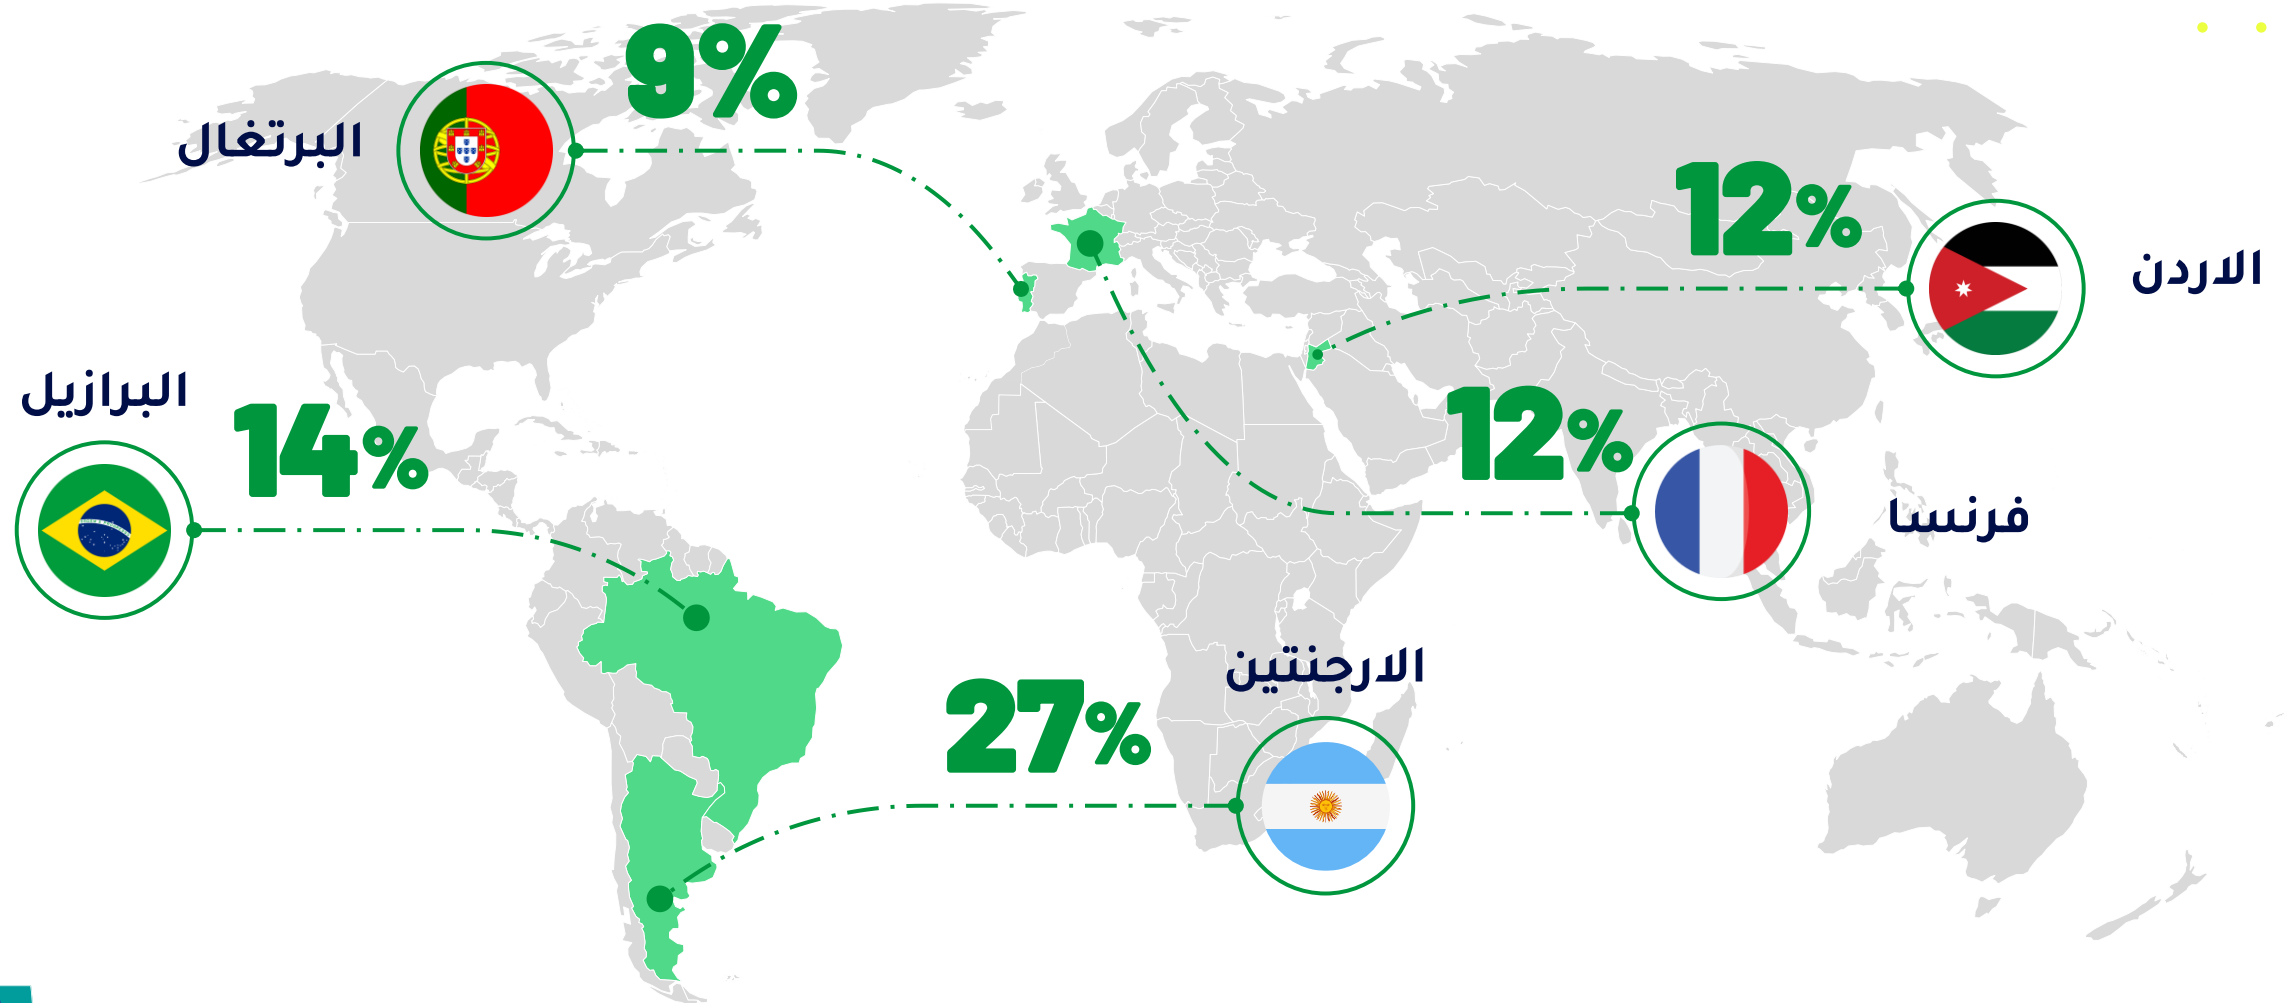 9%
البرتغال
12%
الاردن
البرازيل
14%
12%
فرنسا
الارجنتين
27%